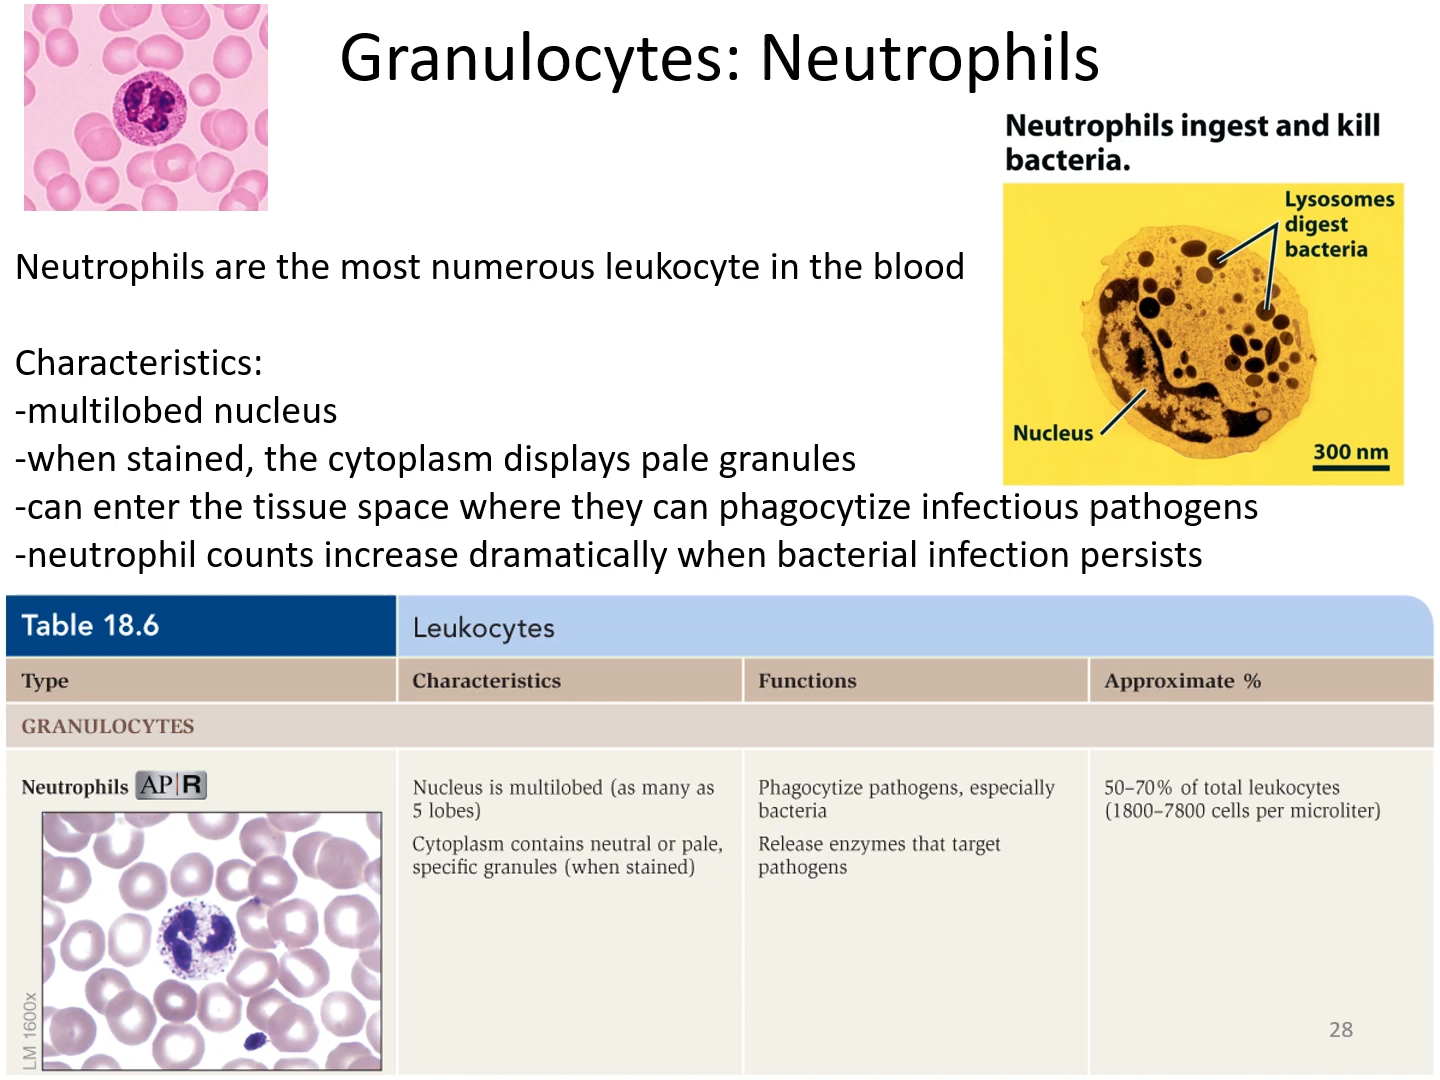 Granulocytes: Neutrophils
Neutrophils ingest and kill
bacteria.
Lysosomes
digest
bacteria
Nucleus
300 nm
Neutrophils are the most numerous leukocyte in the blood
Characteristics:
-multilobed nucleus
-when stained, the cytoplasm displays pale granules
-can enter the tissue space where they can phagocytize infectious pathogens
-neutrophil counts increase dramatically when bacterial infection persists
Table 18.6
Leukocytes
Type
Characteristics
Functions
Approximate %
GRANULOCYTES
Neutrophils AP|R
Nucleus is multilobed (as many as
5 lobes)
Cytoplasm contains neutral or pale,
specific granules (when stained)
Phagocytize pathogens, especially
bacteria
Release enzymes that target
pathogens
50–70% of total leukocytes
(1800–7800 cells per microliter)
LM 1600x
28